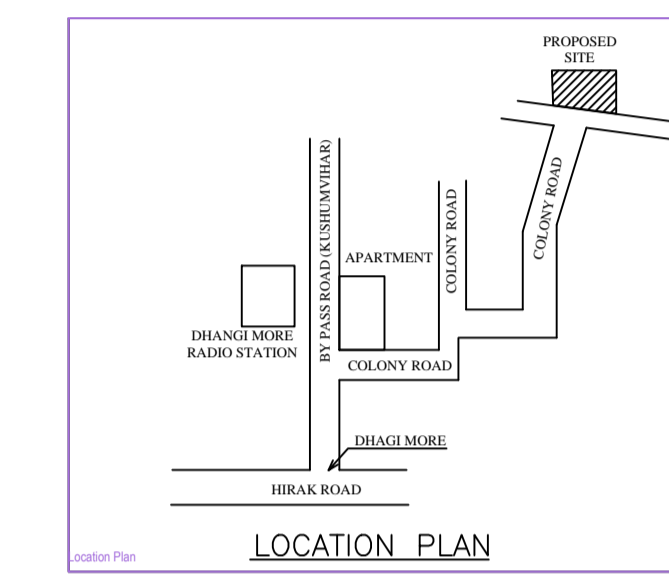 PROPOSED
SITE
BY PASS ROAD (KUSHUMVIHAR)
COLONY ROAD
COLONY ROAD
APARTMENT
DHANGI MORE
RADIO STATION
COLONY ROAD
DHAGI MORE
HIRAK ROAD
LOCATION PLAN
Location Plan